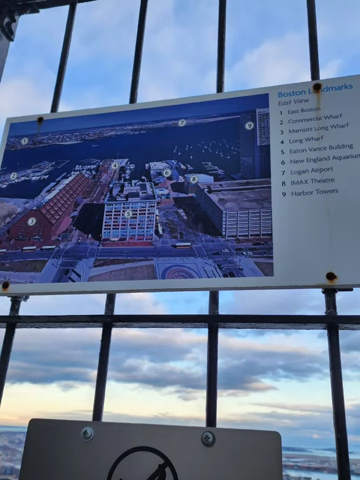 Boston Landmarks
East View
1 East Boston
2 Commercial Wharf
3 Marriott Long Wharf
4 Long Wharf
5 Eaton Vance Building
6 New England Aquarium
7 Logan Airport
8 IMAX Theatre
9 Harbor Towers